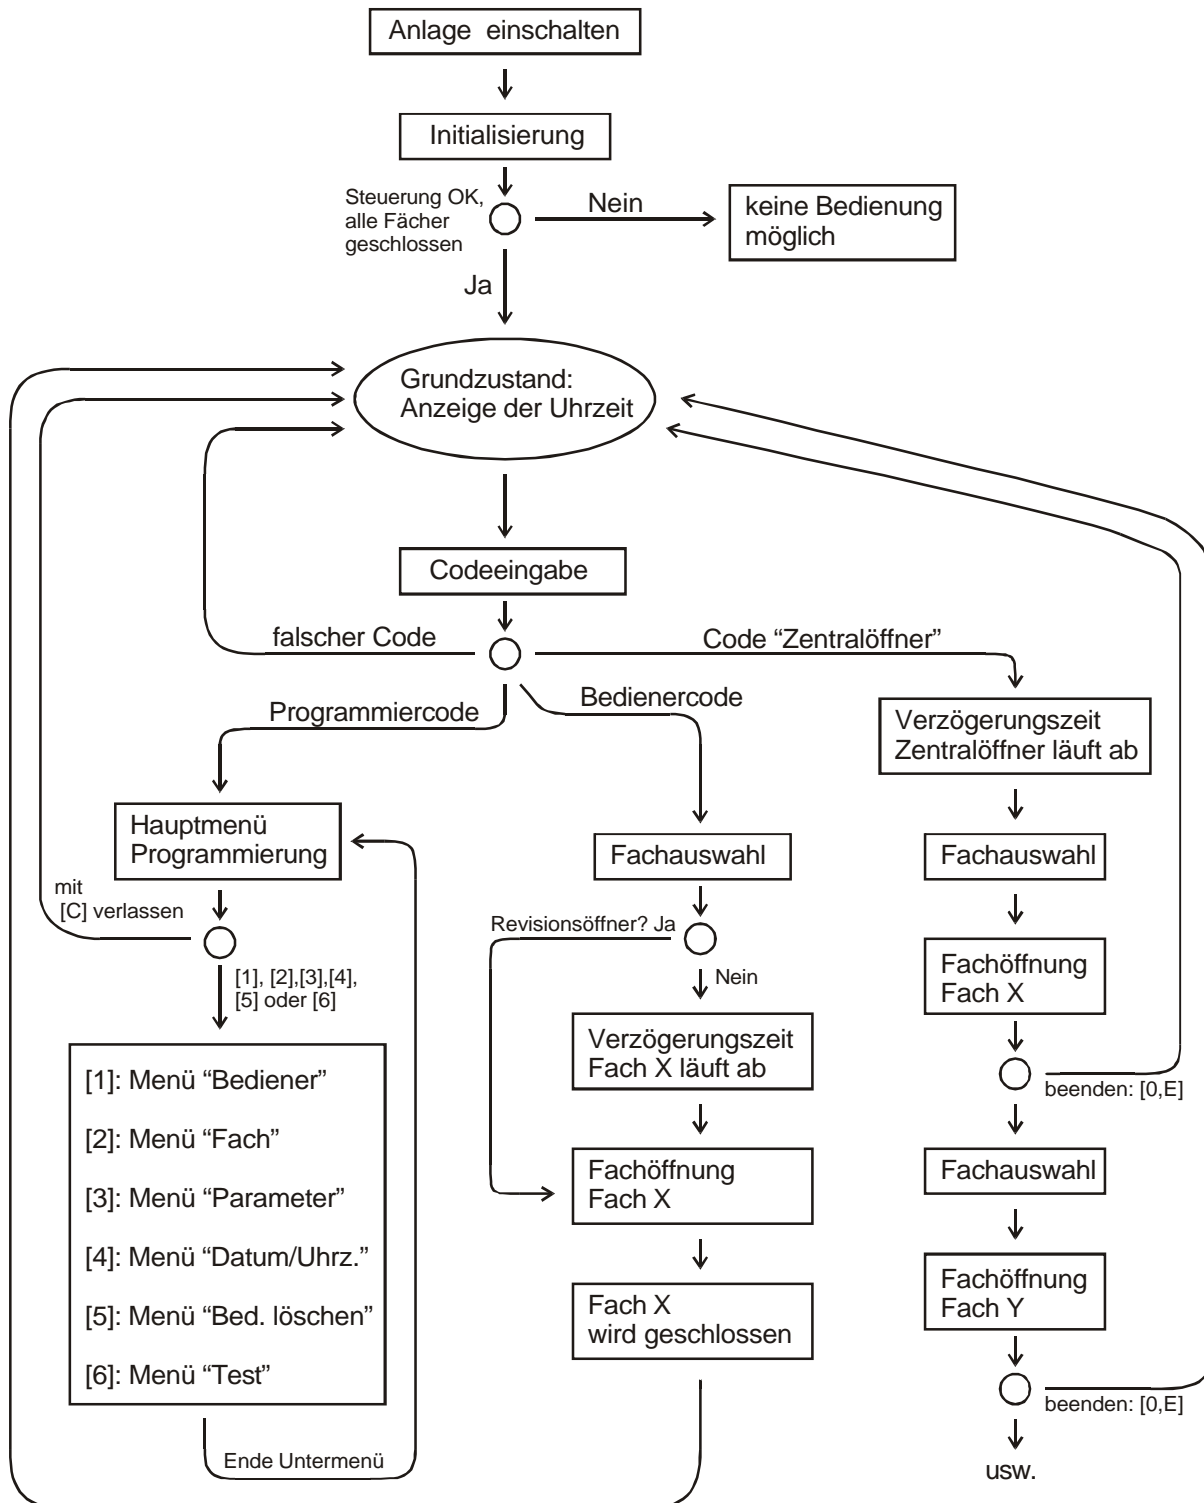 Anlage einschalten
Initialisierung
Steuerung OK,
alle Fächer
geschlossen
Nein
keine Bedienung
möglich
Ja
Grundzustand:
Anzeige der Uhrzeit
Codeeingabe
falscher Code
Code “Zentralöffner”
Programmiercode
Bedienercode
Verzögerungszeit
Zentralöffner läuft ab
Hauptmenü
Programmierung
mit
[C] verlassen
[1], [2],[3],[4],
[5] oder [6]
[1]: Menü “Bediener”
[2]: Menü “Fach”
[3]: Menü “Parameter”
[4]: Menü “Datum/Uhrz.”
[5]: Menü “Bed. löschen”
[6]: Menü “Test”
Ende Untermenü
Fachauswahl
Revisionsöffner? Ja
Nein
Verzögerungszeit
Fach X läuft ab
Fachöffnung
Fach X
Fach X
wird geschlossen
Fachauswahl
Fachöffnung
Fach X
beenden: [0,E]
Fachauswahl
Fachöffnung
Fach Y
beenden: [0,E]
usw.